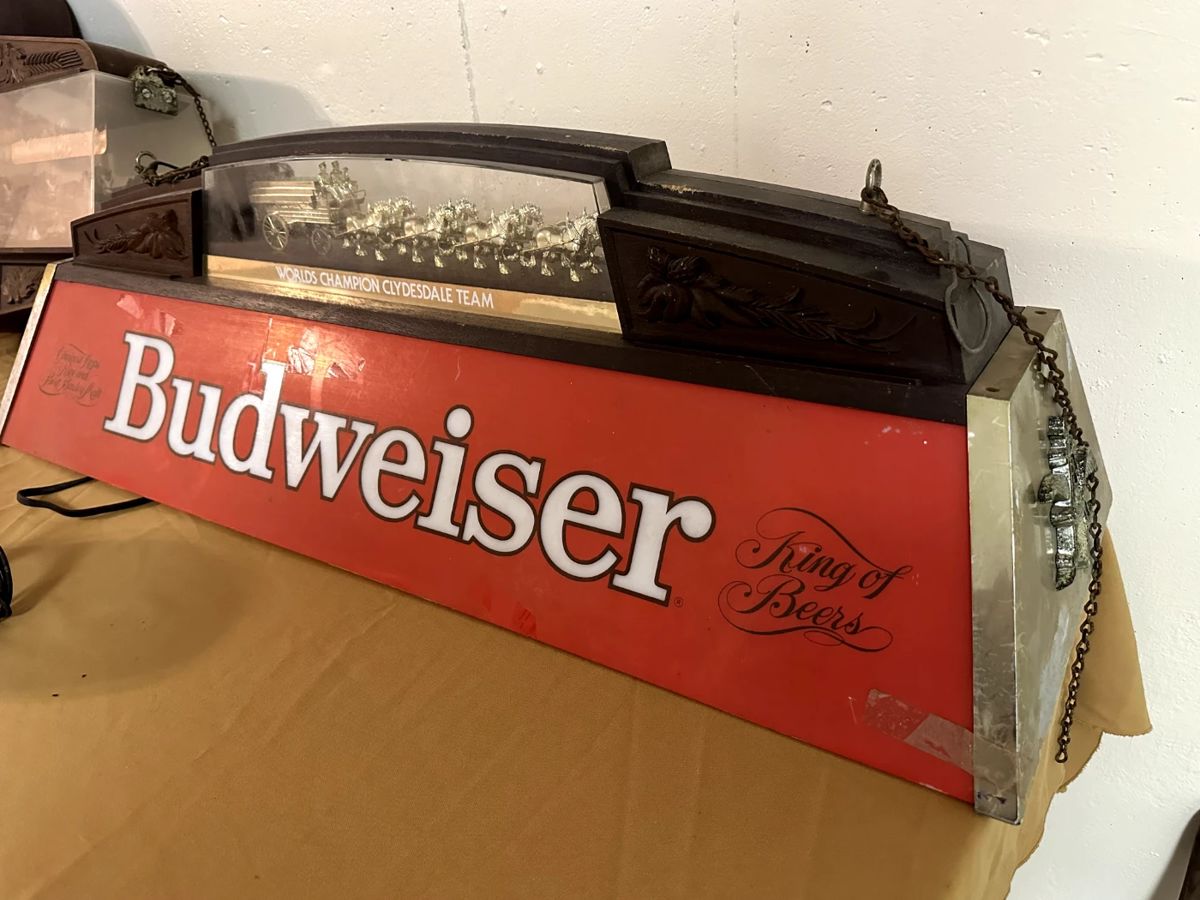 WORLDS CHAMPION CLYDESDALE TEAM
Budweiser®
King of
Beers